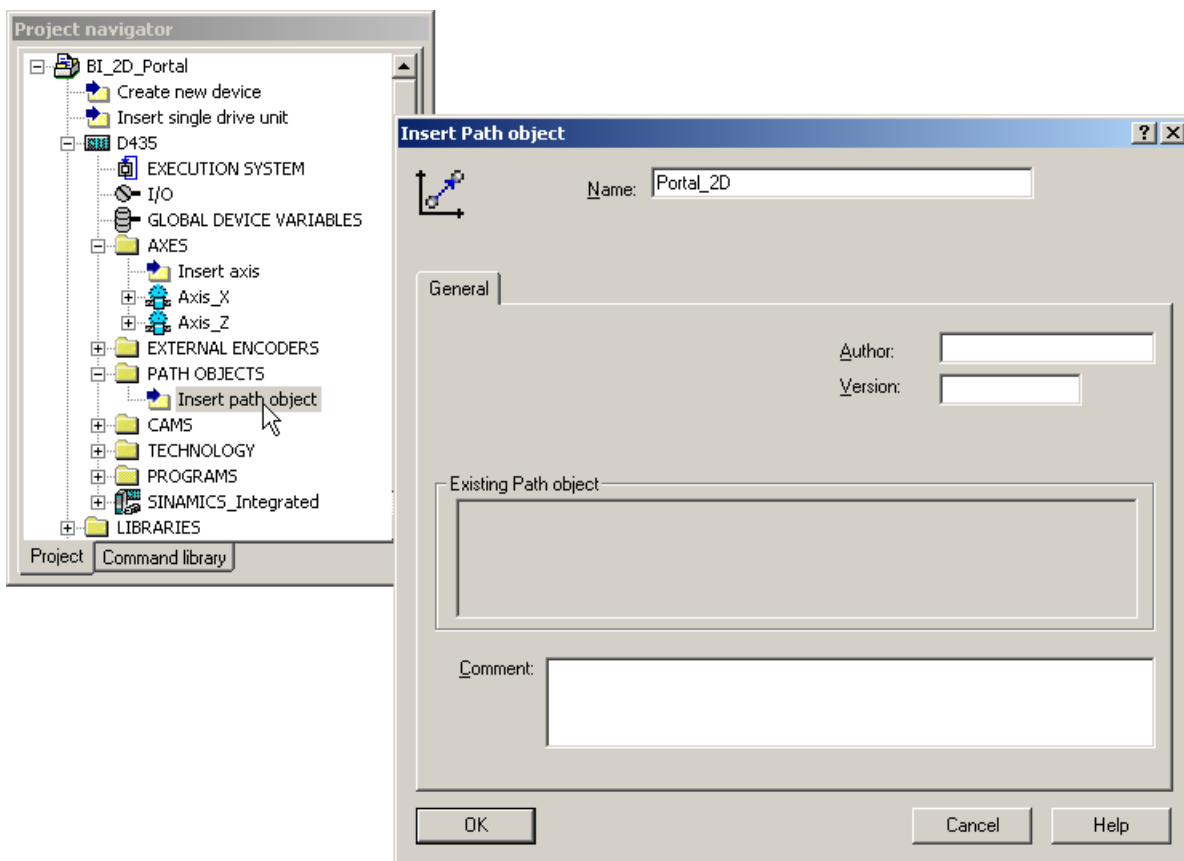 Project navigator
BI_2D_Portal
Create new device
Insert single drive unit
D435
EXECUTION SYSTEM
I/O
GLOBAL DEVICE VARIABLES
AXES
Insert axis
Axis_X
Axis_Z
EXTERNAL ENCODERS
PATH OBJECTS
Insert path object
CAMS
TECHNOLOGY
PROGRAMS
SINAMICS_Integrated
LIBRARIES
Project
Command library
Insert Path object
Name:
Portal_2D
General
Author:
Version:
Existing Path object
Comment:
OK
Cancel
Help